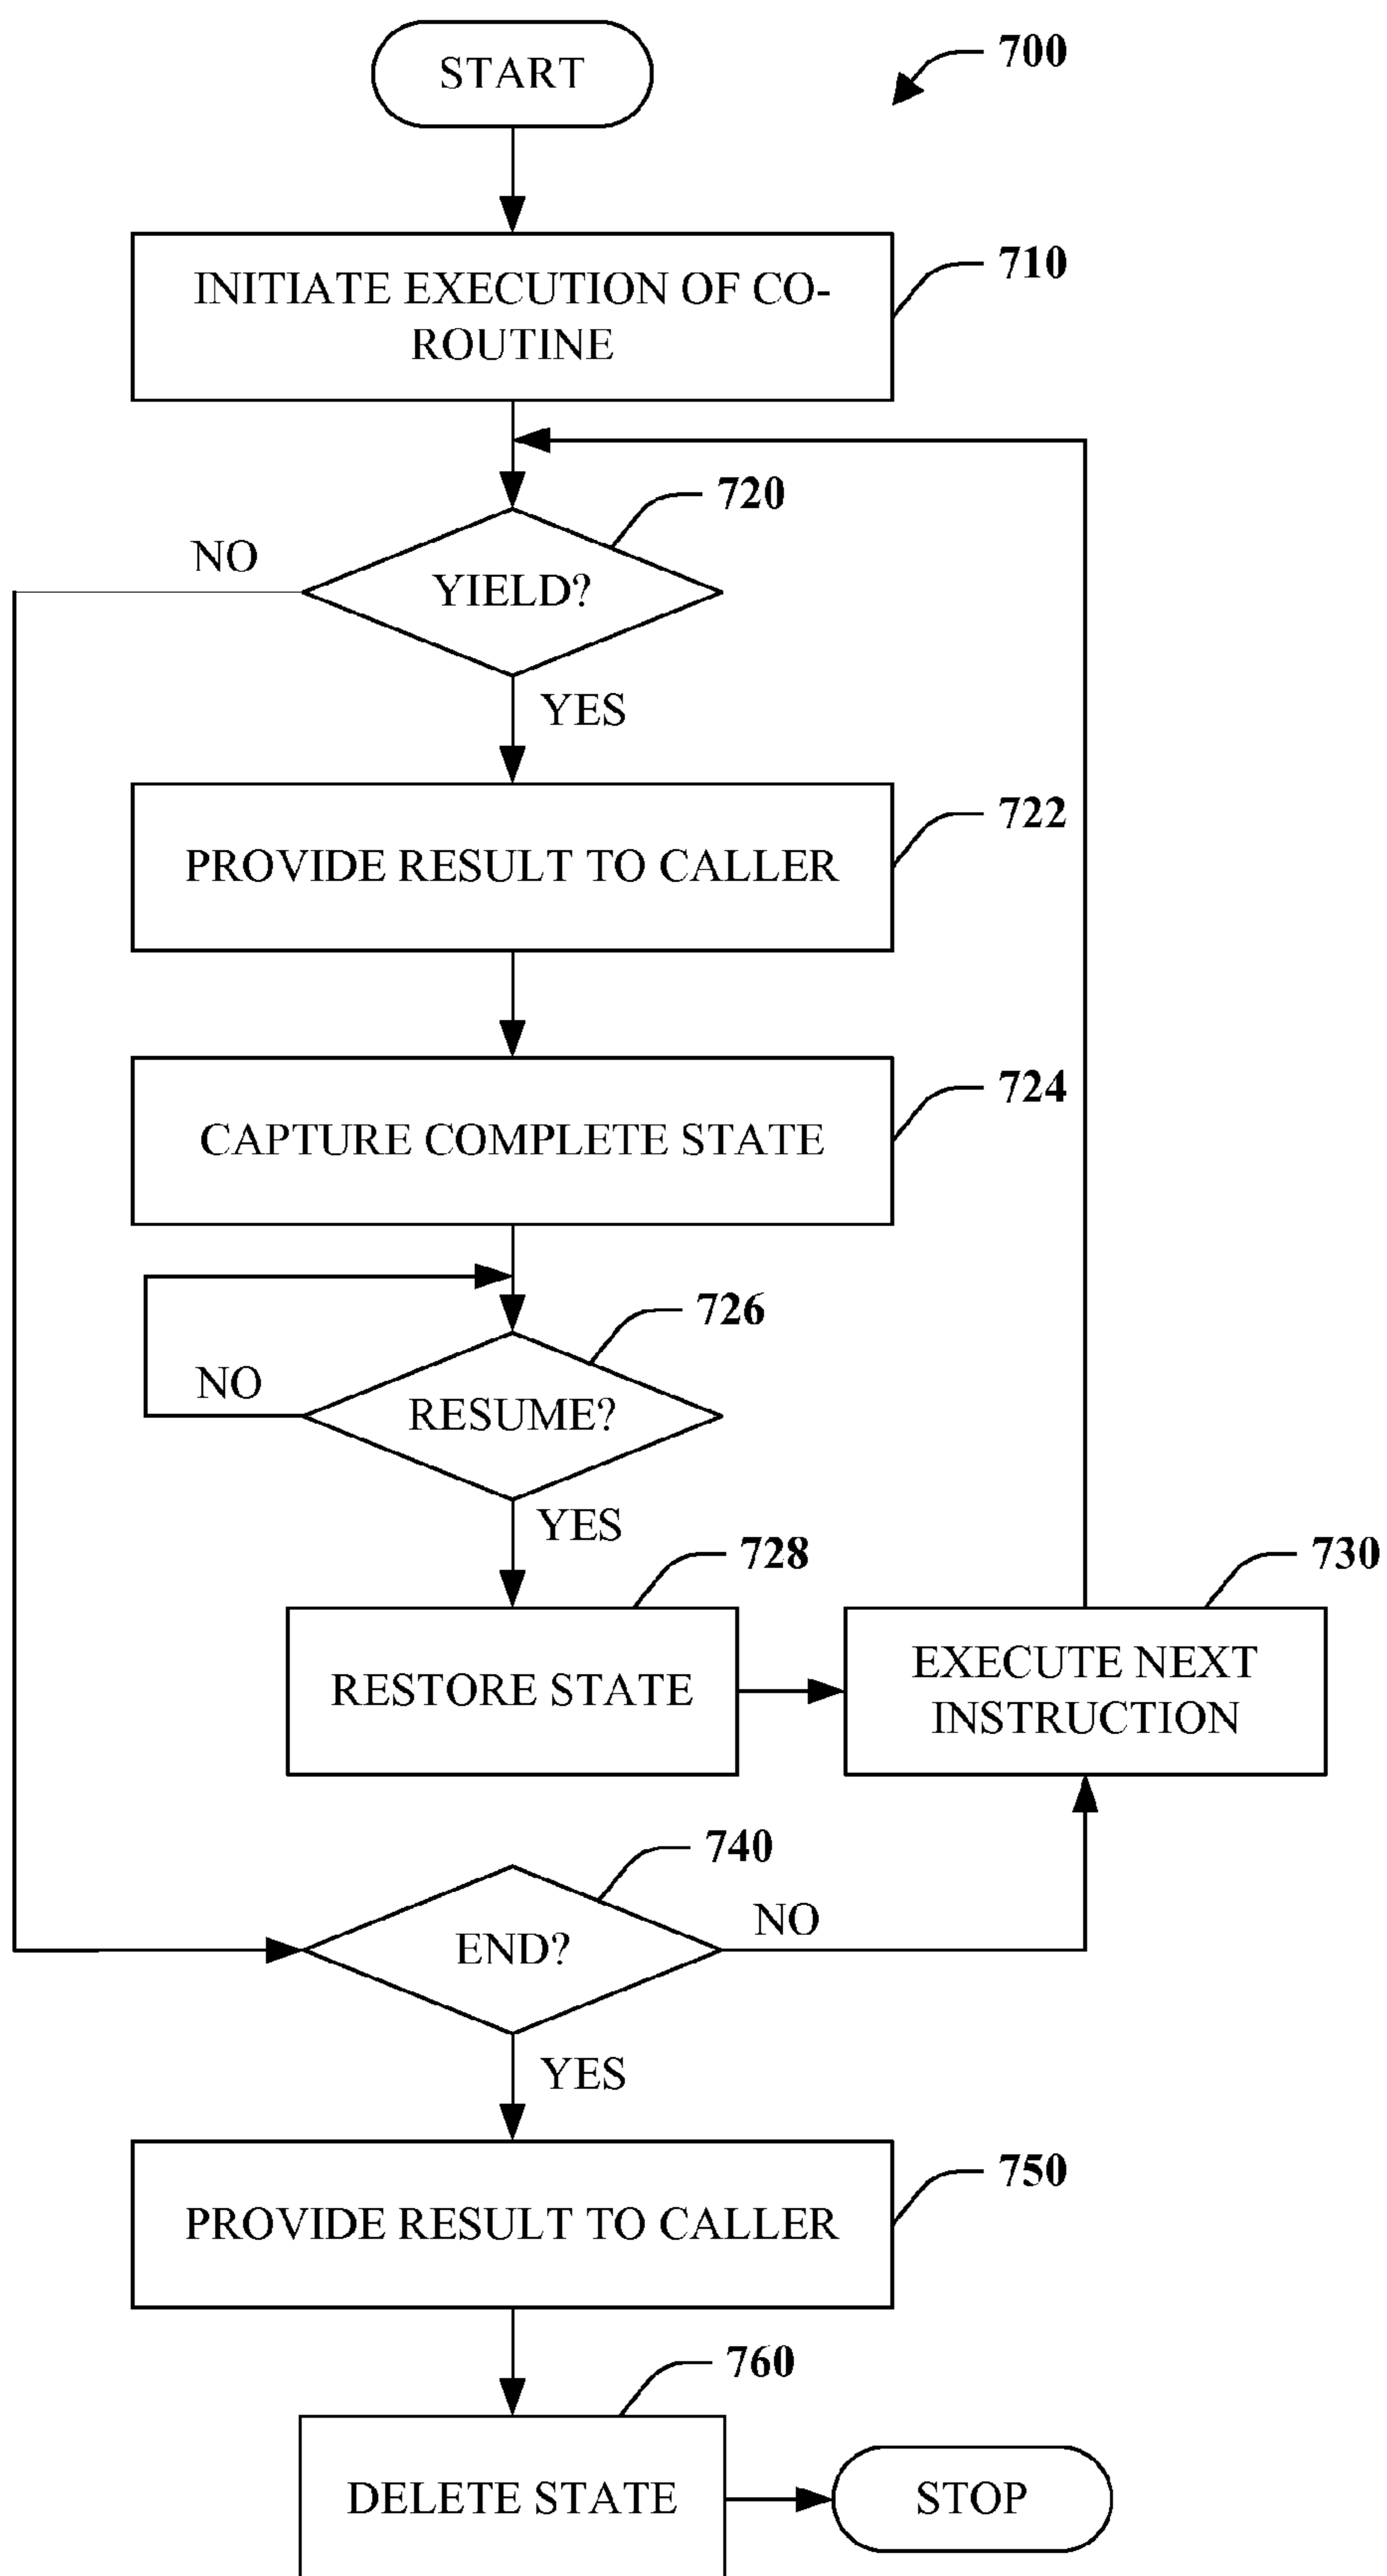 START
700
INITIATE EXECUTION OF CO-
ROUTINE
710
720
NO
YIELD?
YES
722
PROVIDE RESULT TO CALLER
724
CAPTURE COMPLETE STATE
726
NO
RESUME?
YES
728
730
RESTORE STATE
EXECUTE NEXT
INSTRUCTION
740
NO
END?
YES
750
PROVIDE RESULT TO CALLER
760
DELETE STATE
STOP